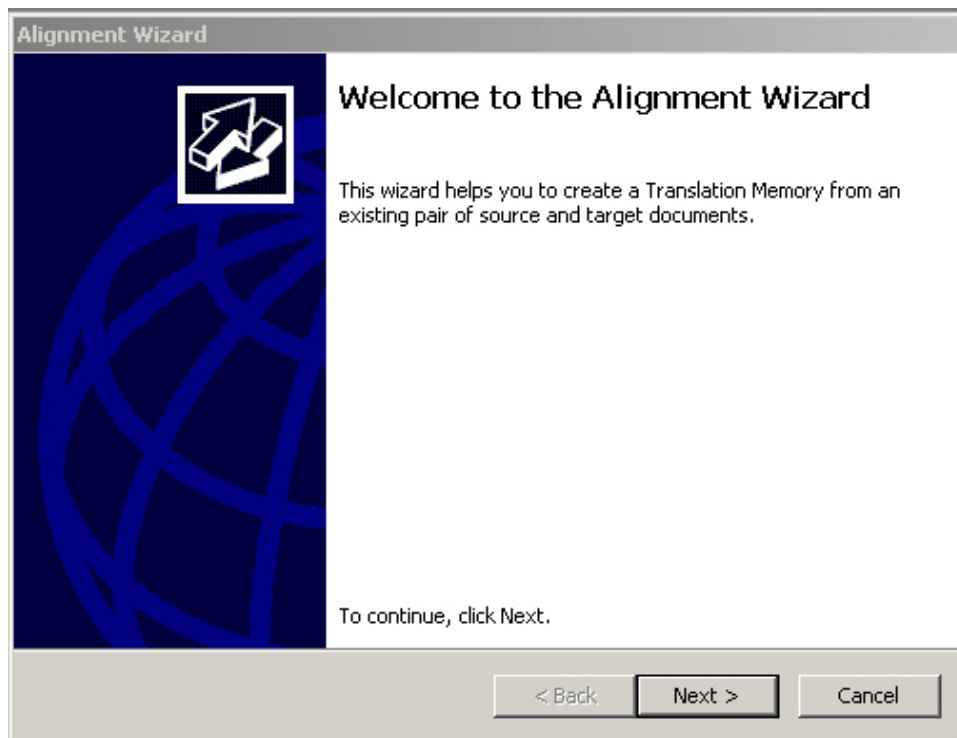 Alignment Wizard
Welcome to the Alignment Wizard
This wizard helps you to create a Translation Memory from an
existing pair of source and target documents.
To continue, click Next.
< Back
Next >
Cancel